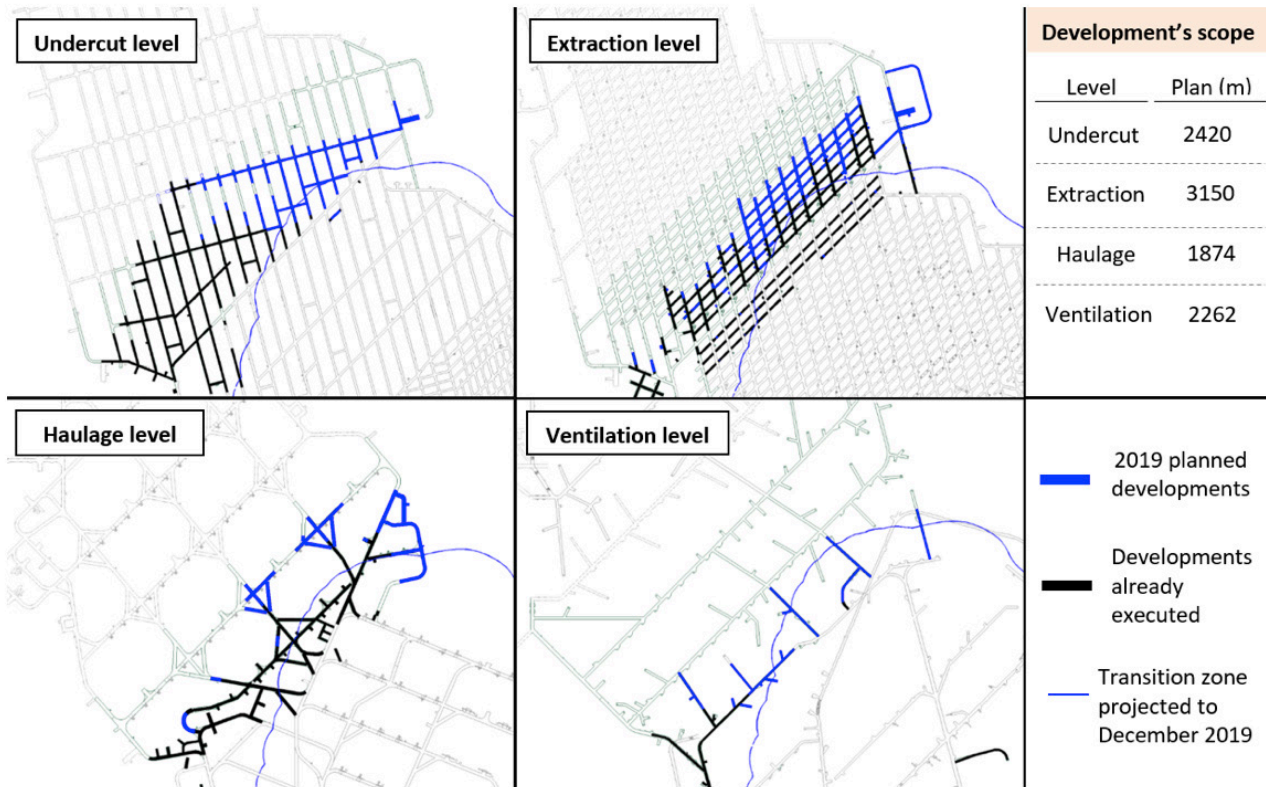 Undercut level
Extraction level
Development's scope
Level Plan (m)
Undercut 2420
Extraction 3150
Haulage 1874
Ventilation 2262
Haulage level
Ventilation level
2019 planned
developments
Developments
already
executed
Transition zone
projected to
December 2019